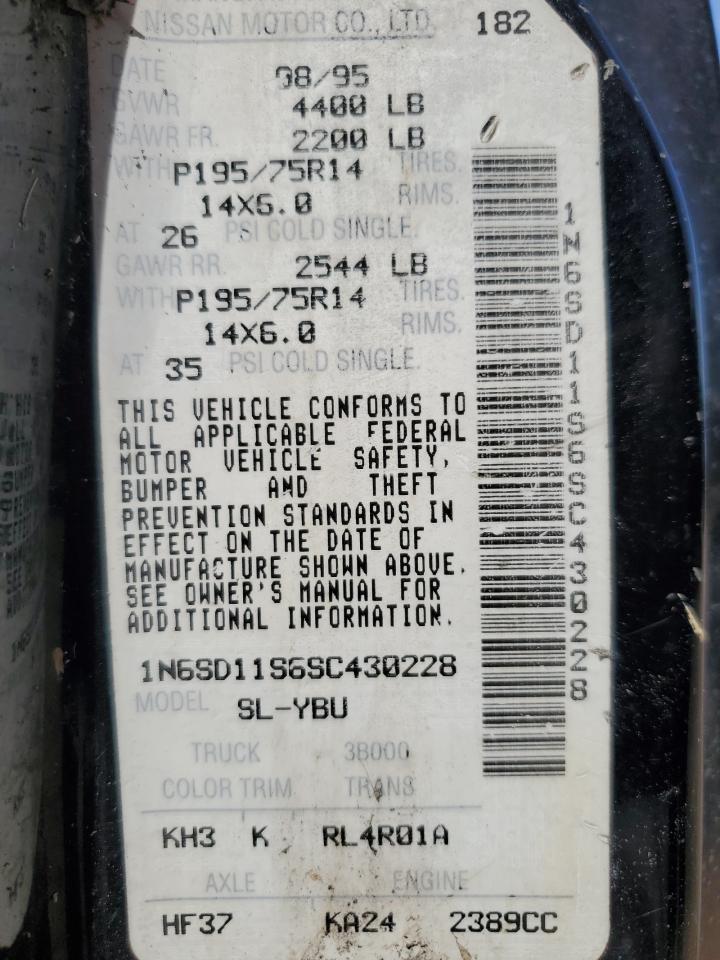 NISSAN MOTOR CO., LTD. 182
DATE 08/95
GVWR 4400 LB
GAWR FR. 2200 LB
WITH P195/75R14 TIRES.
14X6.0 RIMS.
AT 26 PSI COLD SINGLE.
GAWR RR. 2544 LB
WITH P195/75R14 TIRES.
14X6.0 RIMS.
AT 35 PSI COLD SINGLE.
THIS VEHICLE CONFORMS TO
ALL APPLICABLE FEDERAL
MOTOR VEHICLE SAFETY,
BUMPER AND THEFT
PREVENTION STANDARDS IN
EFFECT ON THE DATE OF
MANUFACTURE SHOWN ABOVE.
SEE OWNER'S MANUAL FOR
ADDITIONAL INFORMATION.
1N6SD11S6SC430228
MODEL SL-YBU
TRUCK 3B000
COLOR TRIM TRANS
KH3 K RL4R01A
AXLE ENGINE
HF37 KA24 2389CC
1N6SD11S6SC430228